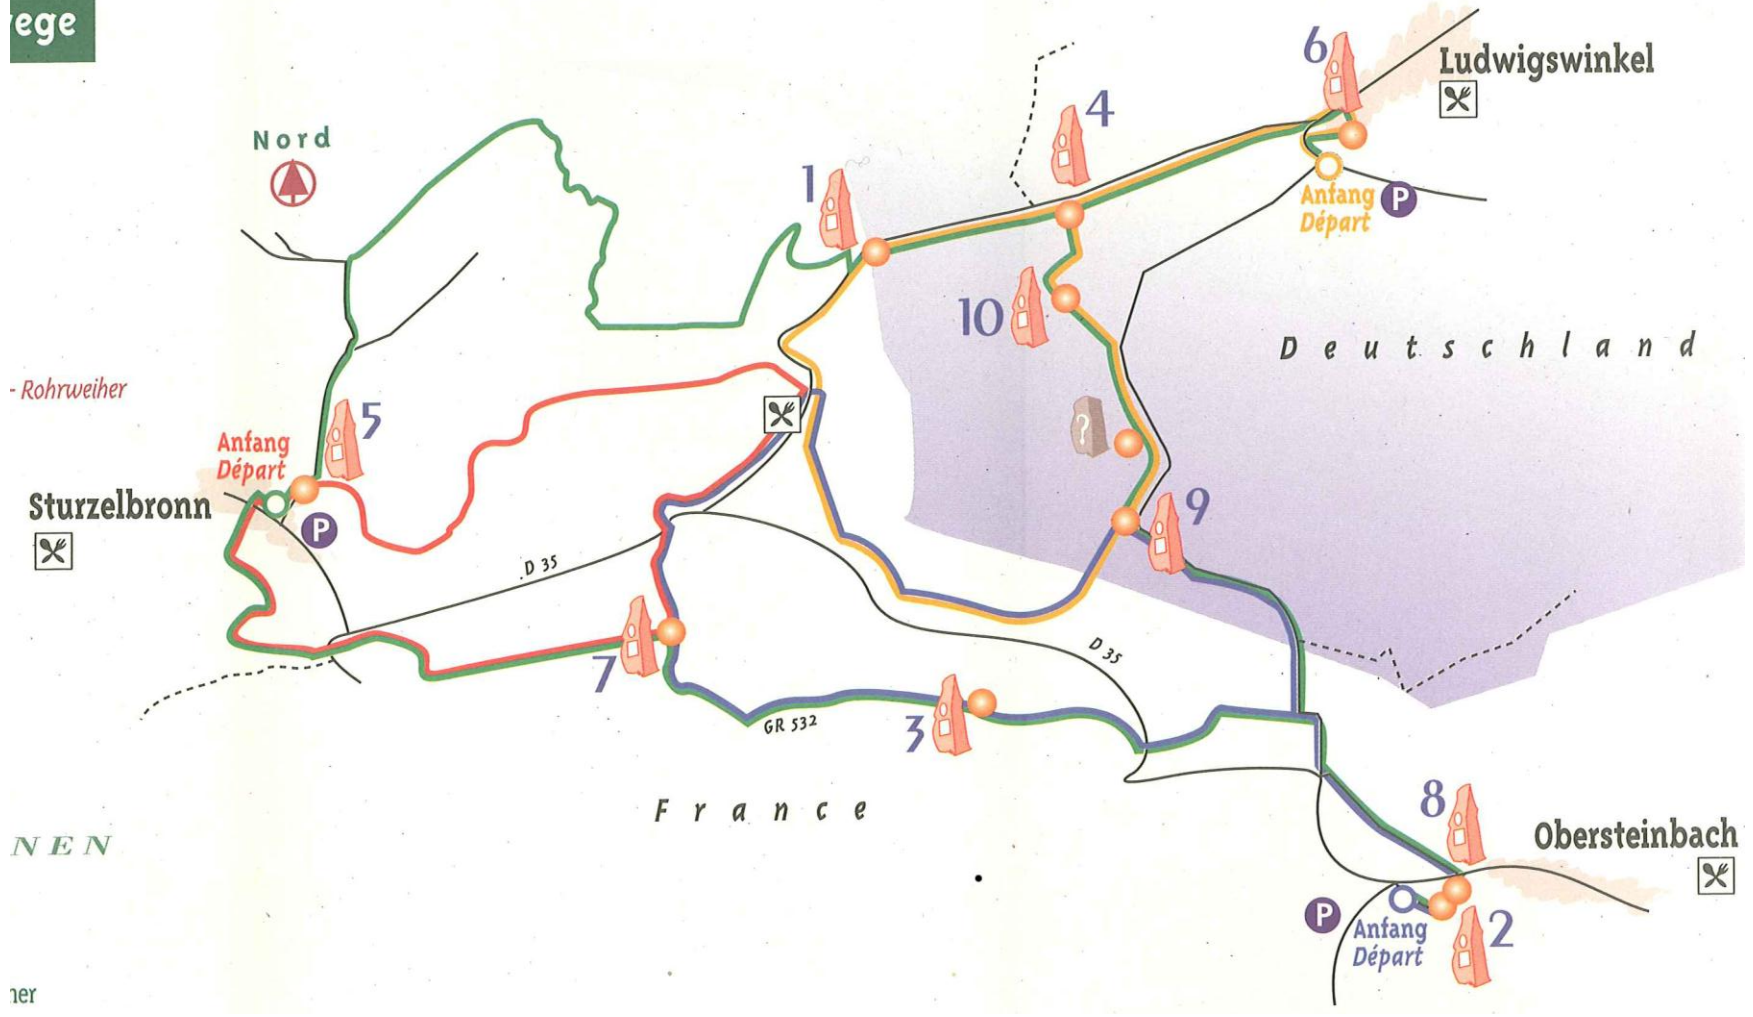 ege
Nord
6
Ludwigswinkel
4
1
Anfang
Départ
P
10
Deutschland
- Rohrweiher
5
?
Anfang
Départ
Sturzelbronn
P
9
D 35
D 35
7
GR 532
3
France
8
Obersteinbach
NEN
P
Anfang
Départ
2